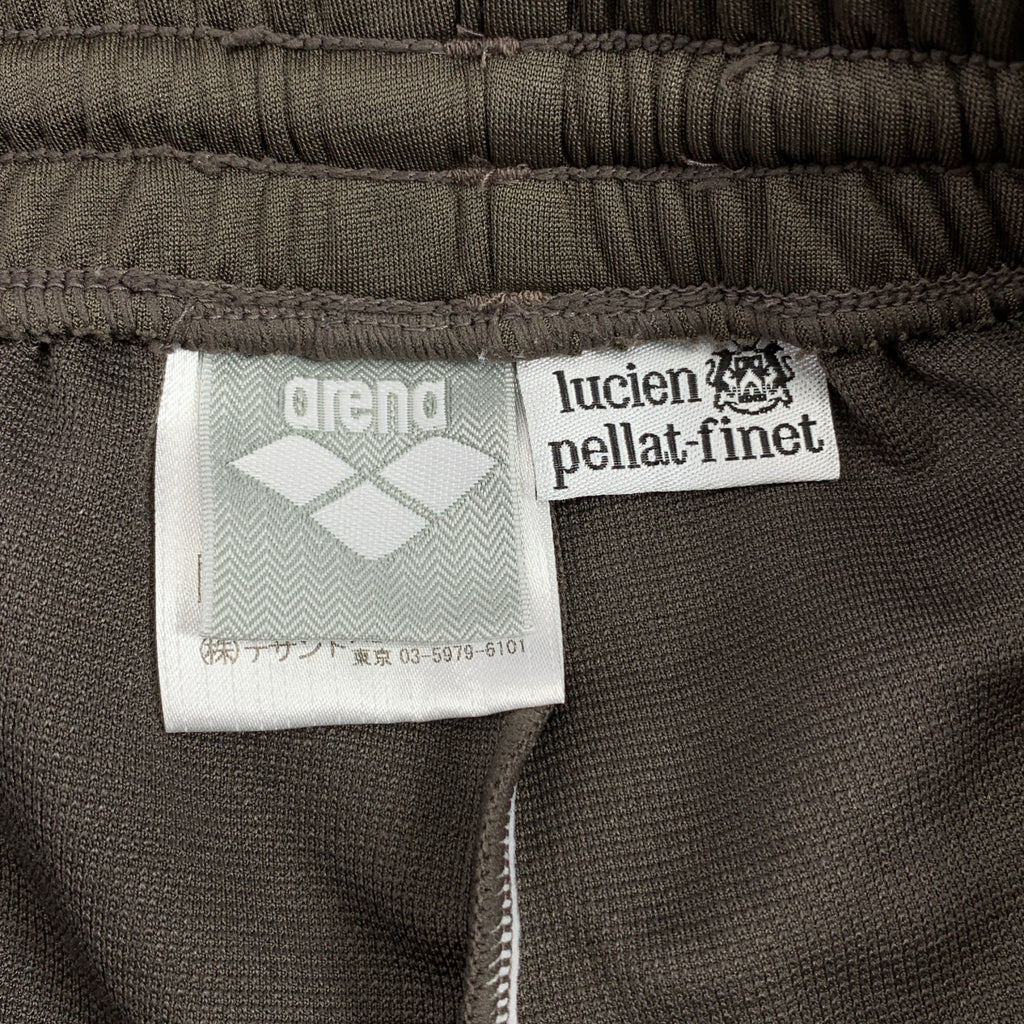 arena
lucien
pellat-finet
(株)デサント
東京 03-5979-6101